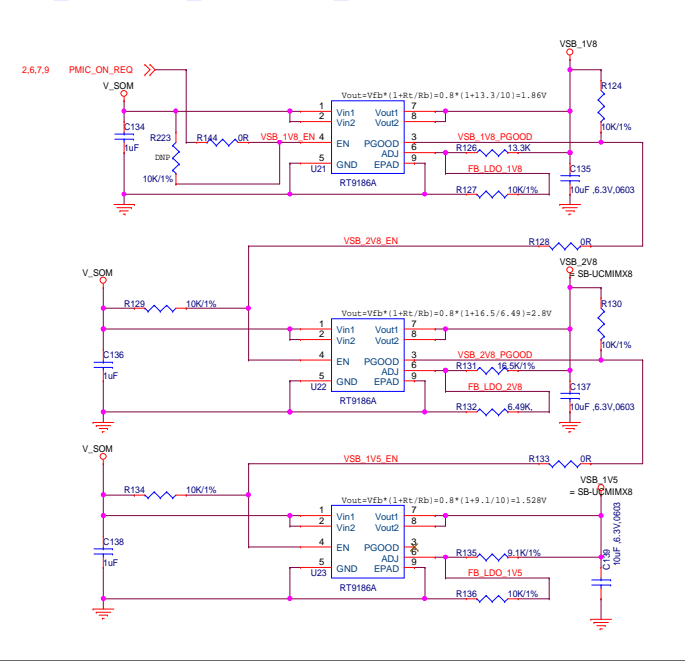 VSB_1V8
2,6,7,9 PMIC_ON_REQ
V_SOM
R124
10K/1%
Vout=Vfb*(1+Rt/Rb)=0.8*(1+13.3/10)=1.86V
C134
1uF
R223
DNP
10K/1%
R144
0R
VSB_1V8_EN
1 Vin1 Vout1 7
2 Vin2 Vout2 8
4 EN PGOOD 3
ADJ 6
5 GND EPAD 9
U21
RT9186A
VSB_1V8_PGOOD
R126 13.3K
FB_LDO_1V8
R127 10K/1%
C135
10uF ,6.3V,0603
VSB_2V8_EN
R128 0R
VSB_2V8
= SB-UCMIMX8
V_SOM
R129 10K/1%
R130
10K/1%
Vout=Vfb*(1+Rt/Rb)=0.8*(1+16.5/6.49)=2.8V
C136
1uF
1 Vin1 Vout1 7
2 Vin2 Vout2 8
4 EN PGOOD 3
ADJ 6
5 GND EPAD 9
U22
RT9186A
VSB_2V8_PGOOD
R131 16.5K/1%
FB_LDO_2V8
R132 6.49K,
C137
10uF ,6.3V,0603
V_SOM
VSB_1V5_EN
R133 0R
VSB_1V5
= SB-UCMIMX8
R134 10K/1%
Vout=Vfb*(1+Rt/Rb)=0.8*(1+9.1/10)=1.528V
C138
1uF
1 Vin1 Vout1 7
2 Vin2 Vout2 8
4 EN PGOOD 3
ADJ 6
5 GND EPAD 9
U23
RT9186A
R135 9.1K/1%
FB_LDO_1V5
R136 10K/1%
C139
10uF ,6.3V,0603